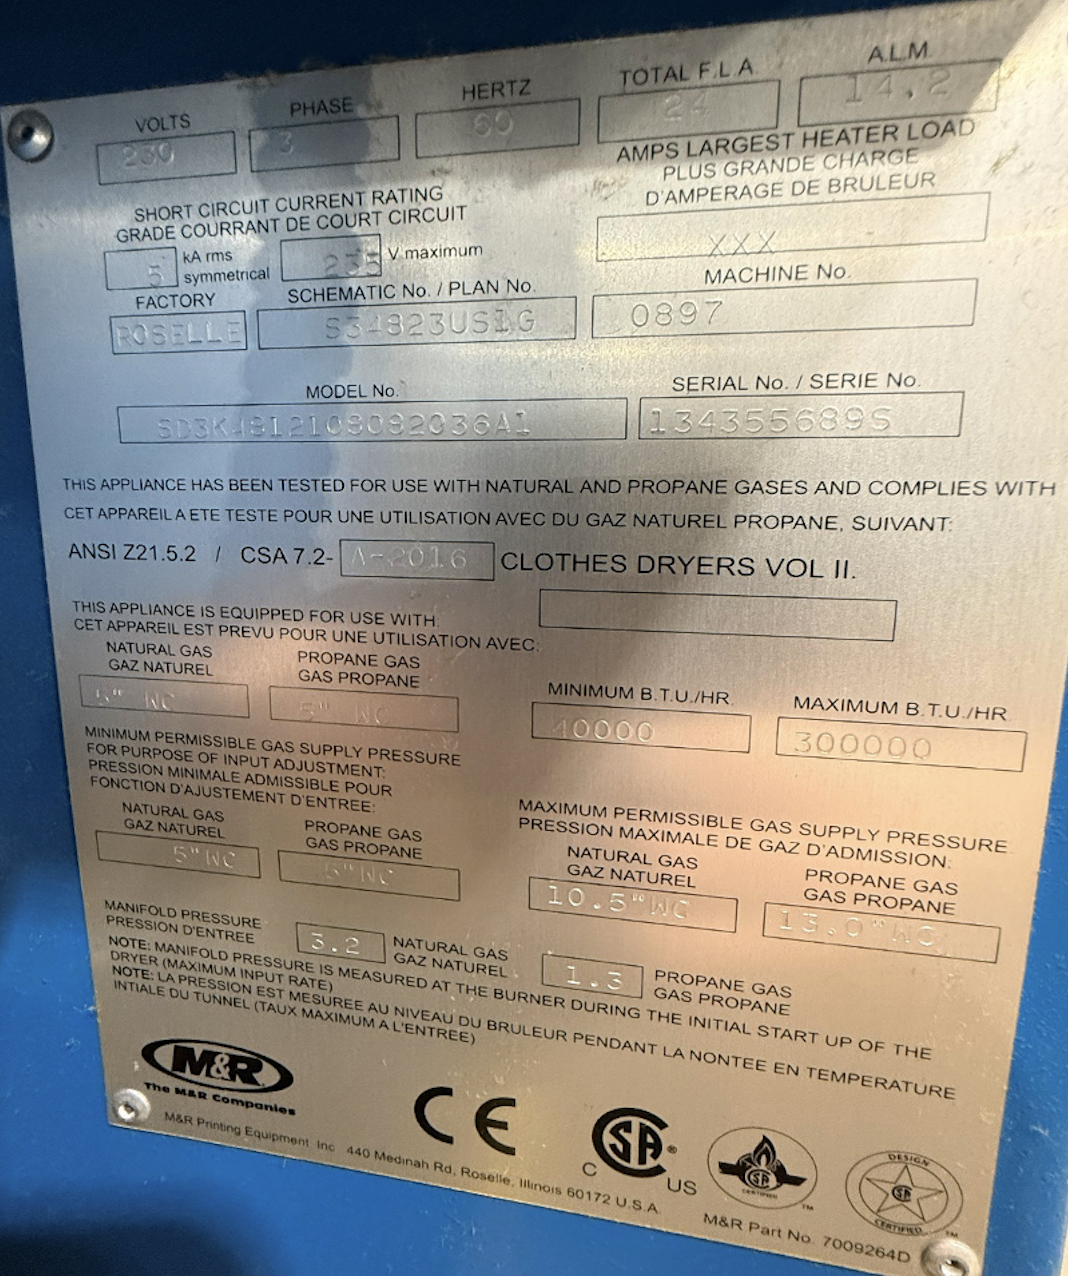 VOLTS PHASE HERTZ TOTAL F.L.A. A.L.M.
230 3 60 24 14.2
AMPS LARGEST HEATER LOAD
PLUS GRANDE CHARGE
D'AMPERAGE DE BRULEUR
XXX
SHORT CIRCUIT CURRENT RATING
GRADE COURRANT DE COURT CIRCUIT
5 kA rms symmetrical 235 V maximum
FACTORY SCHEMATIC No. / PLAN No. MACHINE No.
ROSELLE S34823US1G 0897
MODEL No. SERIAL No. / SERIE No.
134355689S
THIS APPLIANCE HAS BEEN TESTED FOR USE WITH NATURAL AND PROPANE GASES AND COMPLIES WITH
CET APPAREIL A ETE TESTE POUR UNE UTILISATION AVEC DU GAZ NATUREL PROPANE, SUIVANT:
ANSI Z21.5.2 / CSA 7.2- A-2016 CLOTHES DRYERS VOL II.
THIS APPLIANCE IS EQUIPPED FOR USE WITH:
CET APPAREIL EST PREVU POUR UNE UTILISATION AVEC:
NATURAL GAS PROPANE GAS
GAZ NATUREL GAS PROPANE
5" WC 5" WC
MINIMUM B.T.U./HR. MAXIMUM B.T.U./HR
40000 300000
MINIMUM PERMISSIBLE GAS SUPPLY PRESSURE
FOR PURPOSE OF INPUT ADJUSTMENT:
PRESSION MINIMALE ADMISSIBLE POUR
FONCTION D'AJUSTEMENT D'ENTREE:
NATURAL GAS PROPANE GAS
GAZ NATUREL GAS PROPANE
5"WC 5"WC
MAXIMUM PERMISSIBLE GAS SUPPLY PRESSURE
PRESSION MAXIMALE DE GAZ D'ADMISSION:
NATURAL GAS PROPANE GAS
GAZ NATUREL GAS PROPANE
10.5"WC 13.0"WC
MANIFOLD PRESSURE
PRESSION D'ENTREE
3.2 NATURAL GAS
GAZ NATUREL
1.3 PROPANE GAS
GAS PROPANE
NOTE: MANIFOLD PRESSURE IS MEASURED AT THE BURNER DURING THE INITIAL START UP OF THE
DRYER (MAXIMUM INPUT RATE)
NOTE: LA PRESSION EST MESUREE AU NIVEAU DU BRULEUR PENDANT LA NONTEE EN TEMPERATURE
INTIALE DU TUNNEL (TAUX MAXIMUM A L'ENTREE)
M&R
The M&R Companies
M&R Printing Equipment Inc 440 Medinah Rd, Roselle, Illinois 60172 U.S.A.
CE
SA
C US
SA
CERTIFIED
TM
DESIGN
SA
CERTIFIED
TM
M&R Part No. 7009264D